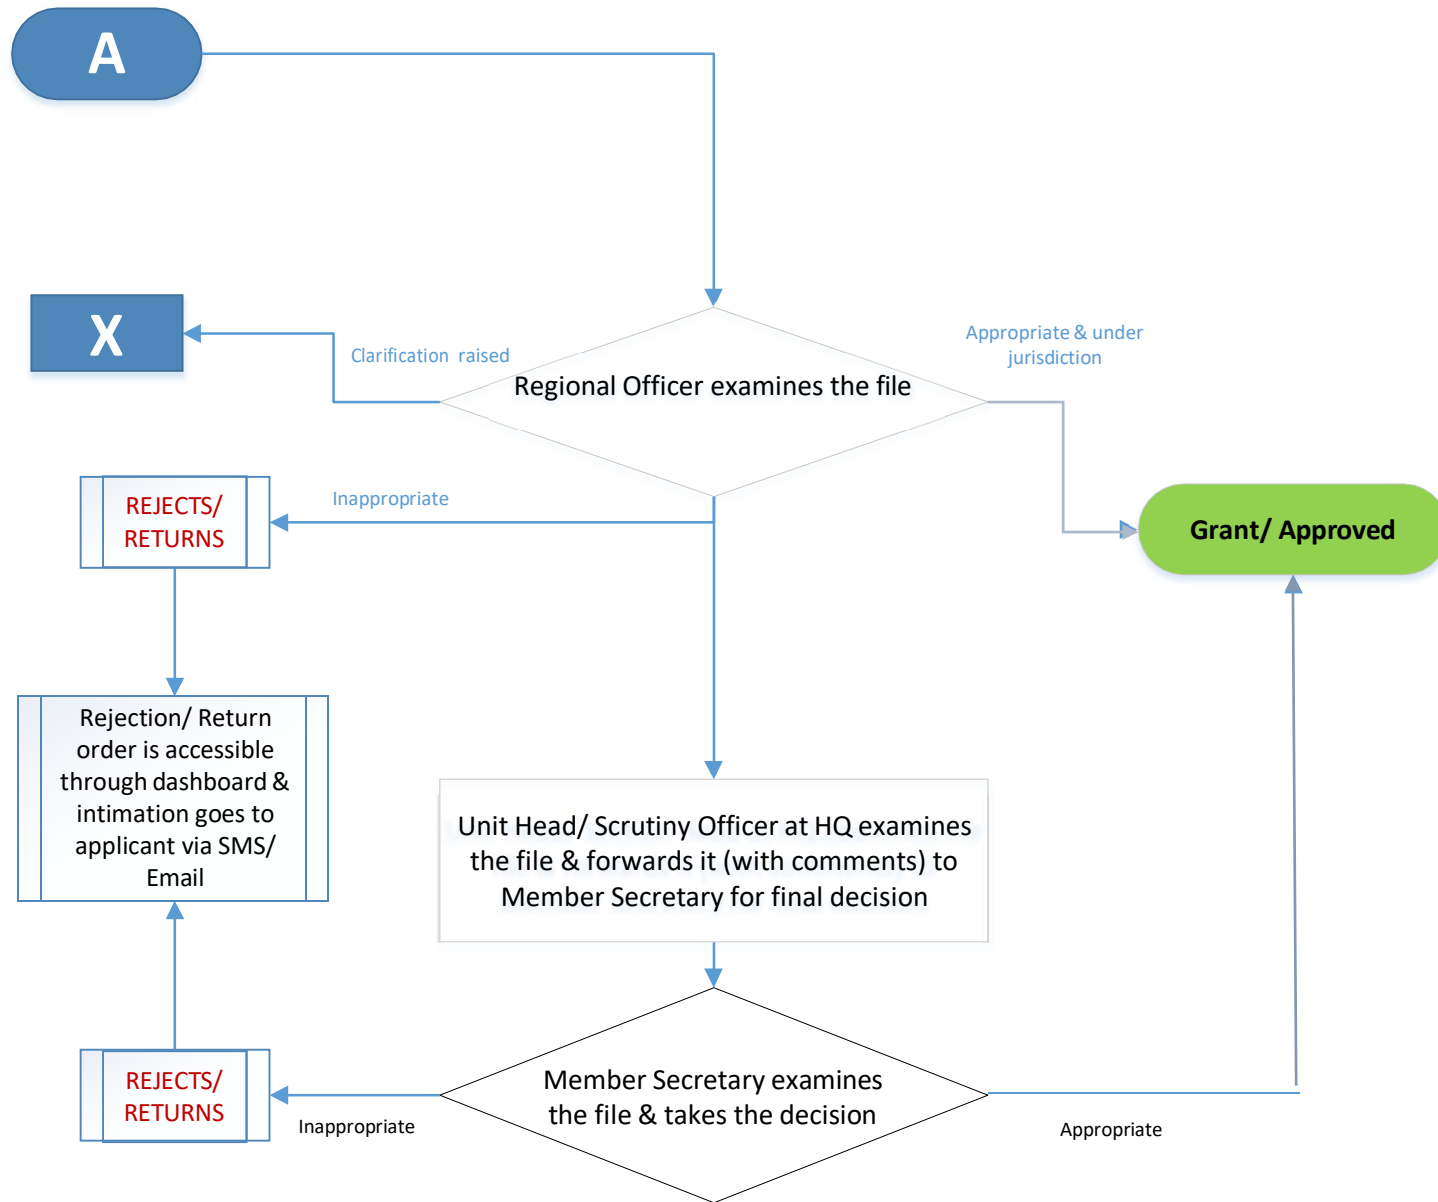 A
X
Clarification raised
Appropriate & under
jurisdiction
Regional Officer examines the file
REJECTS/
RETURNS
Inappropriate
Grant/ Approved
Rejection/ Return
order is accessible
through dashboard &
intimation goes to
applicant via SMS/
Email
Unit Head/ Scrutiny Officer at HQ examines
the file & forwards it (with comments) to
Member Secretary for final decision
REJECTS/
RETURNS
Inappropriate
Member Secretary examines
the file & takes the decision
Appropriate